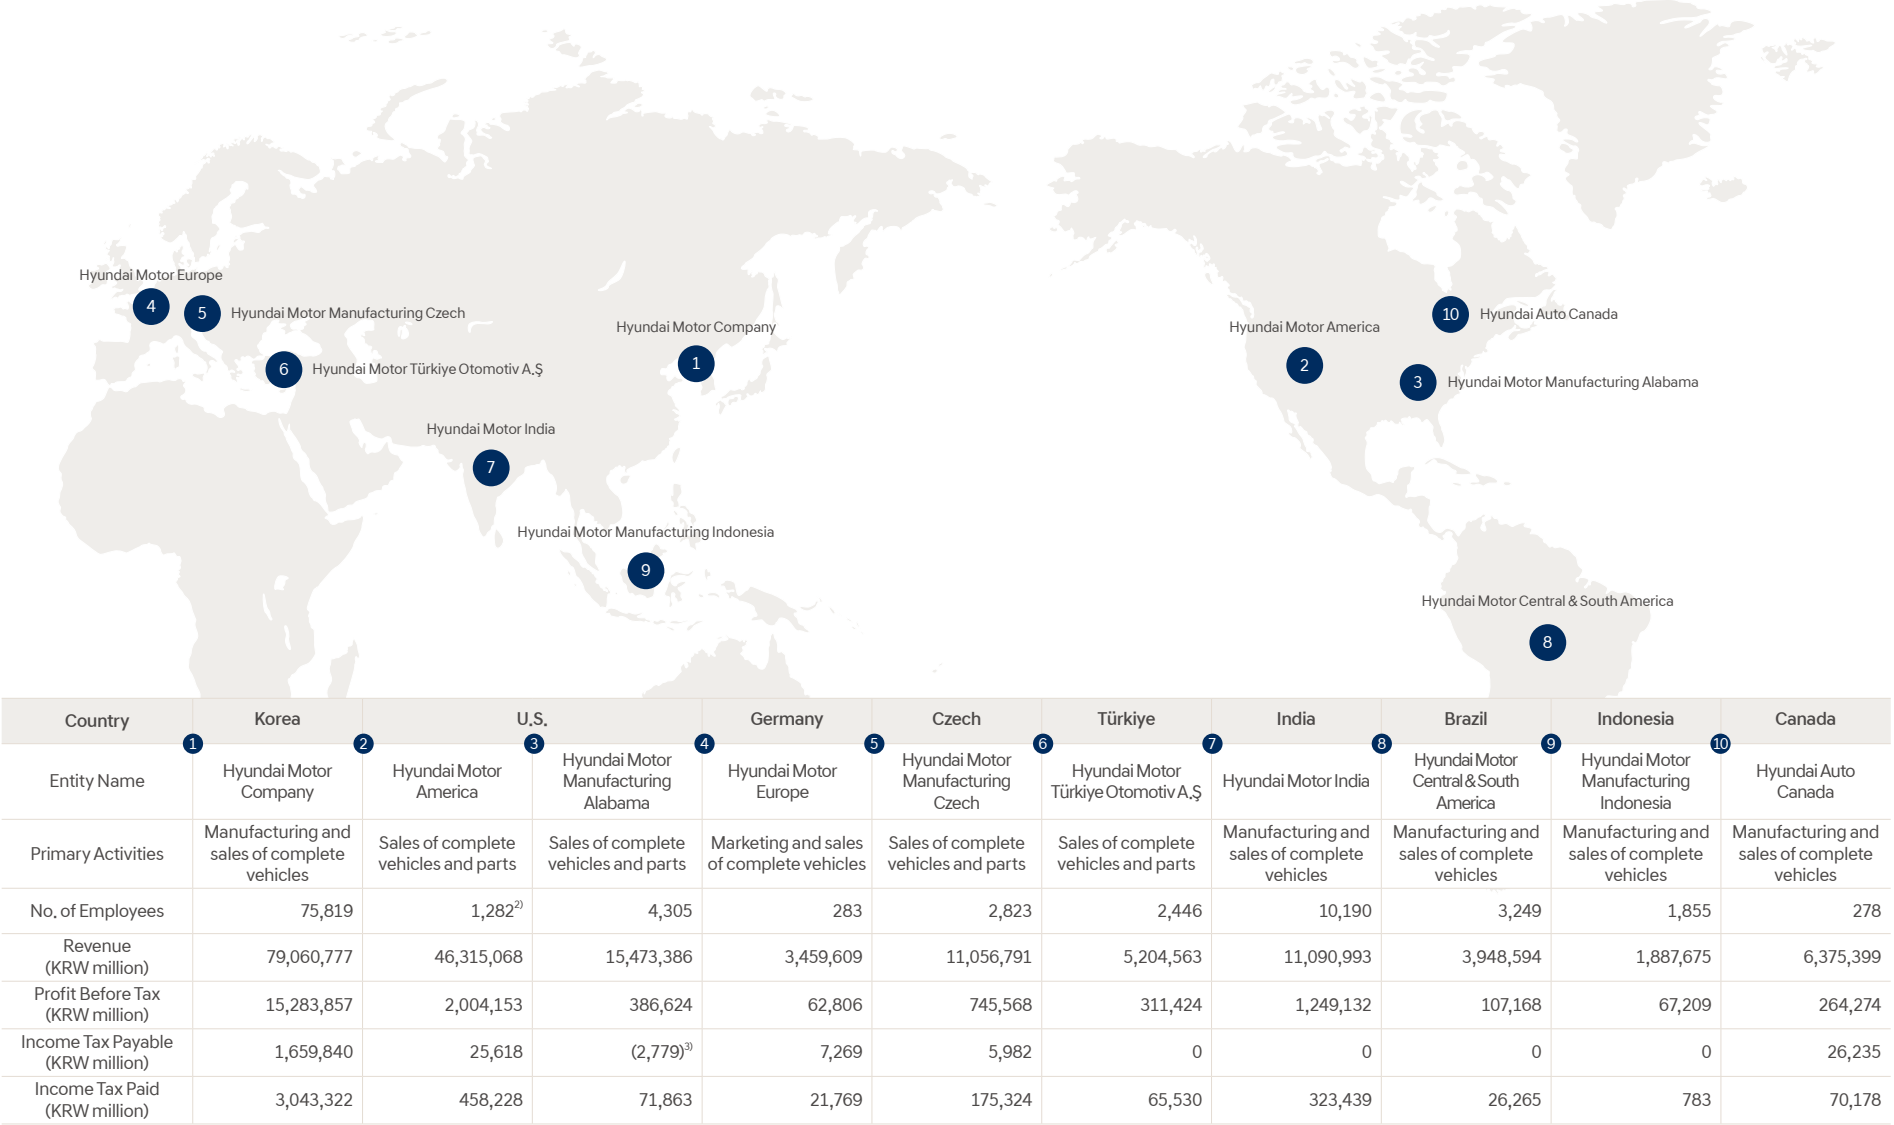 Hyundai Motor Europe
4
5
Hyundai Motor Manufacturing Czech
10
Hyundai Auto Canada
Hyundai Motor Company
1
Hyundai Motor America
2
6
Hyundai Motor Türkiye Otomotiv A.Ş
3
Hyundai Motor Manufacturing Alabama
Hyundai Motor India
7
Hyundai Motor Manufacturing Indonesia
9
Hyundai Motor Central & South America
8
Country Korea U.S. Germany Czech Türkiye India Brazil Indonesia Canada
1 2 3 4 5 6 7 8 9 10
Entity Name
Hyundai Motor
Company
Hyundai Motor
America
Hyundai Motor
Manufacturing
Alabama
Hyundai Motor
Europe
Hyundai Motor
Manufacturing
Czech
Hyundai Motor
Türkiye Otomotiv A.Ş
Hyundai Motor India
Hyundai Motor
Central & South
America
Hyundai Motor
Manufacturing
Indonesia
Hyundai Auto
Canada
Primary Activities
Manufacturing and
sales of complete
vehicles
Sales of complete
vehicles and parts
Sales of complete
vehicles and parts
Marketing and sales
of complete vehicles
Sales of complete
vehicles and parts
Sales of complete
vehicles and parts
Manufacturing and
sales of complete
vehicles
Manufacturing and
sales of complete
vehicles
Manufacturing and
sales of complete
vehicles
Manufacturing and
sales of complete
vehicles
No. of Employees 75,819 1,282²⁾ 4,305 283 2,823 2,446 10,190 3,249 1,855 278
Revenue
(KRW million) 79,060,777 46,315,068 15,473,386 3,459,609 11,056,791 5,204,563 11,090,993 3,948,594 1,887,675 6,375,399
Profit Before Tax
(KRW million) 15,283,857 2,004,153 386,624 62,806 745,568 311,424 1,249,132 107,168 67,209 264,274
Income Tax Payable
(KRW million) 1,659,840 25,618 (2,779)³⁾ 7,269 5,982 0 0 0 0 26,235
Income Tax Paid
(KRW million) 3,043,322 458,228 71,863 21,769 175,324 65,530 323,439 26,265 783 70,178